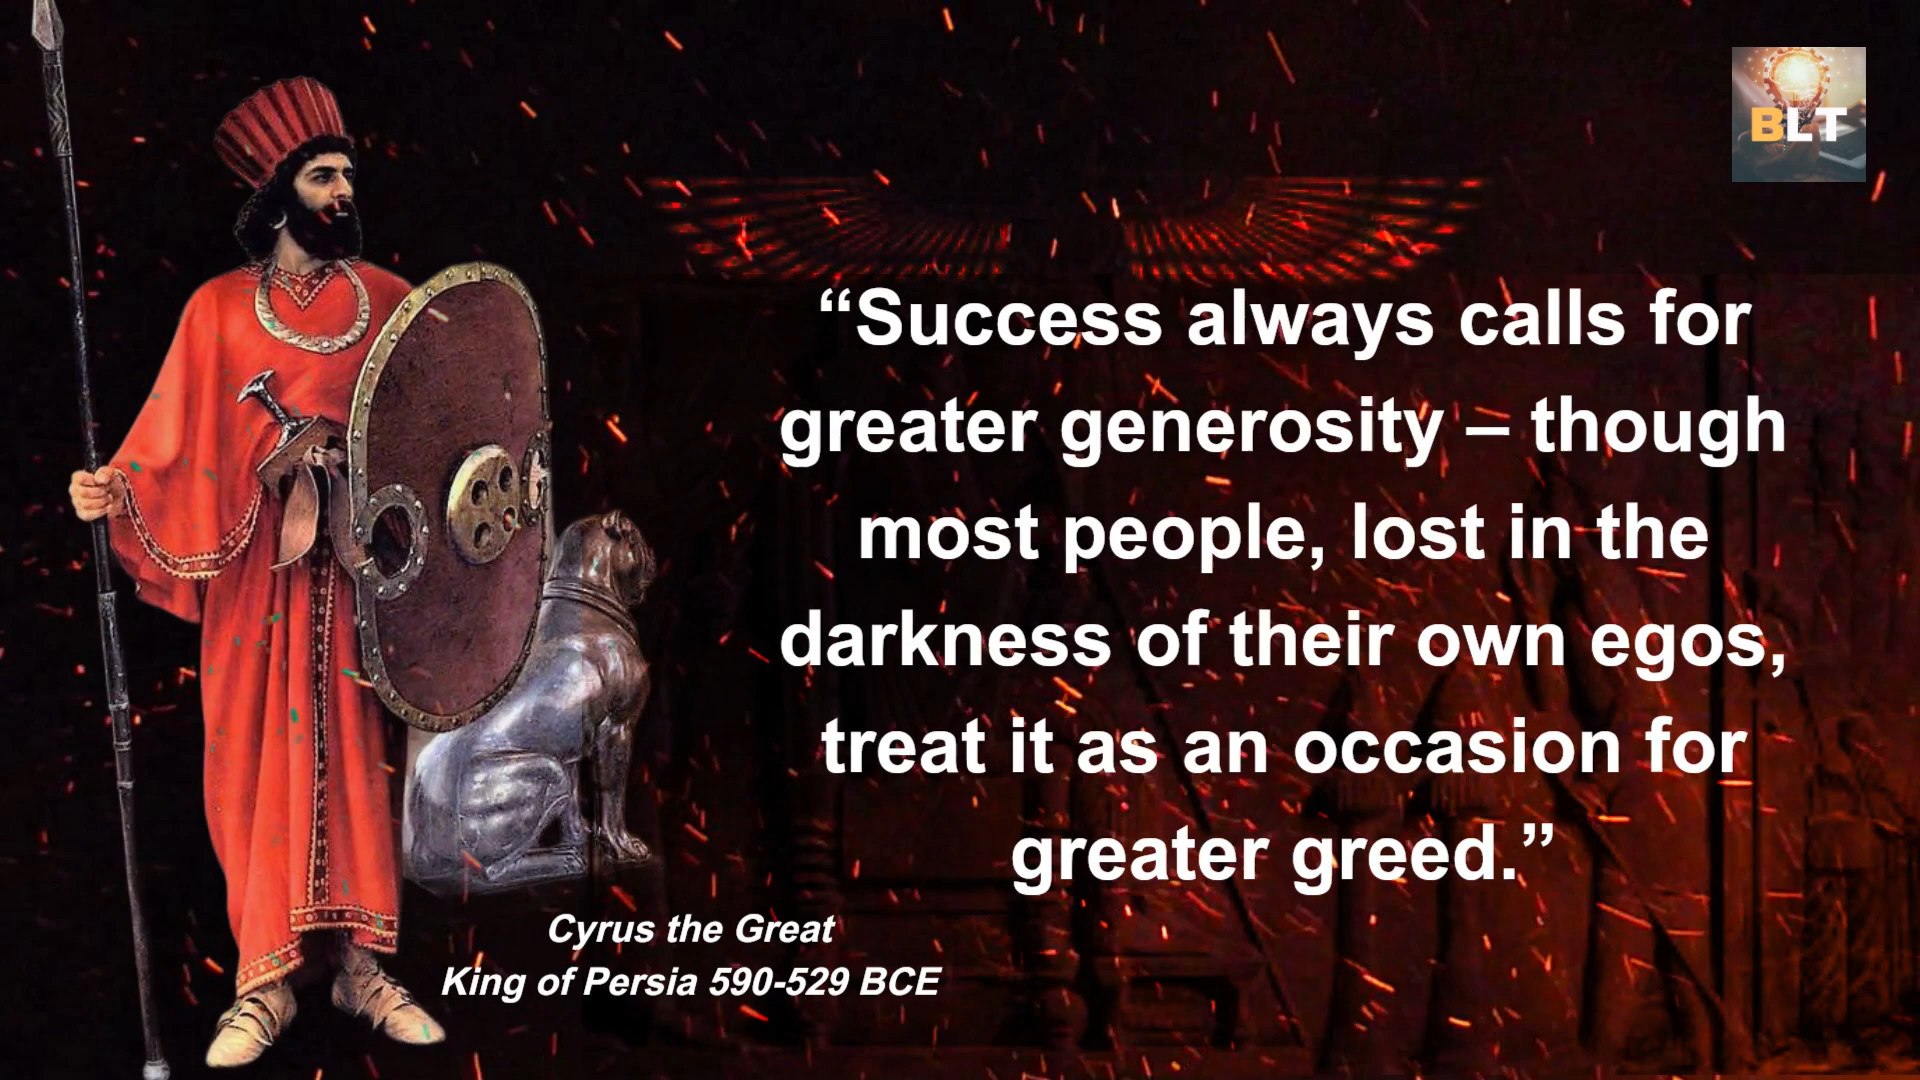 BLT
“Success always calls for
greater generosity – though
most people, lost in the
darkness of their own egos,
treat it as an occasion for
greater greed.”
Cyrus the Great
King of Persia 590-529 BCE